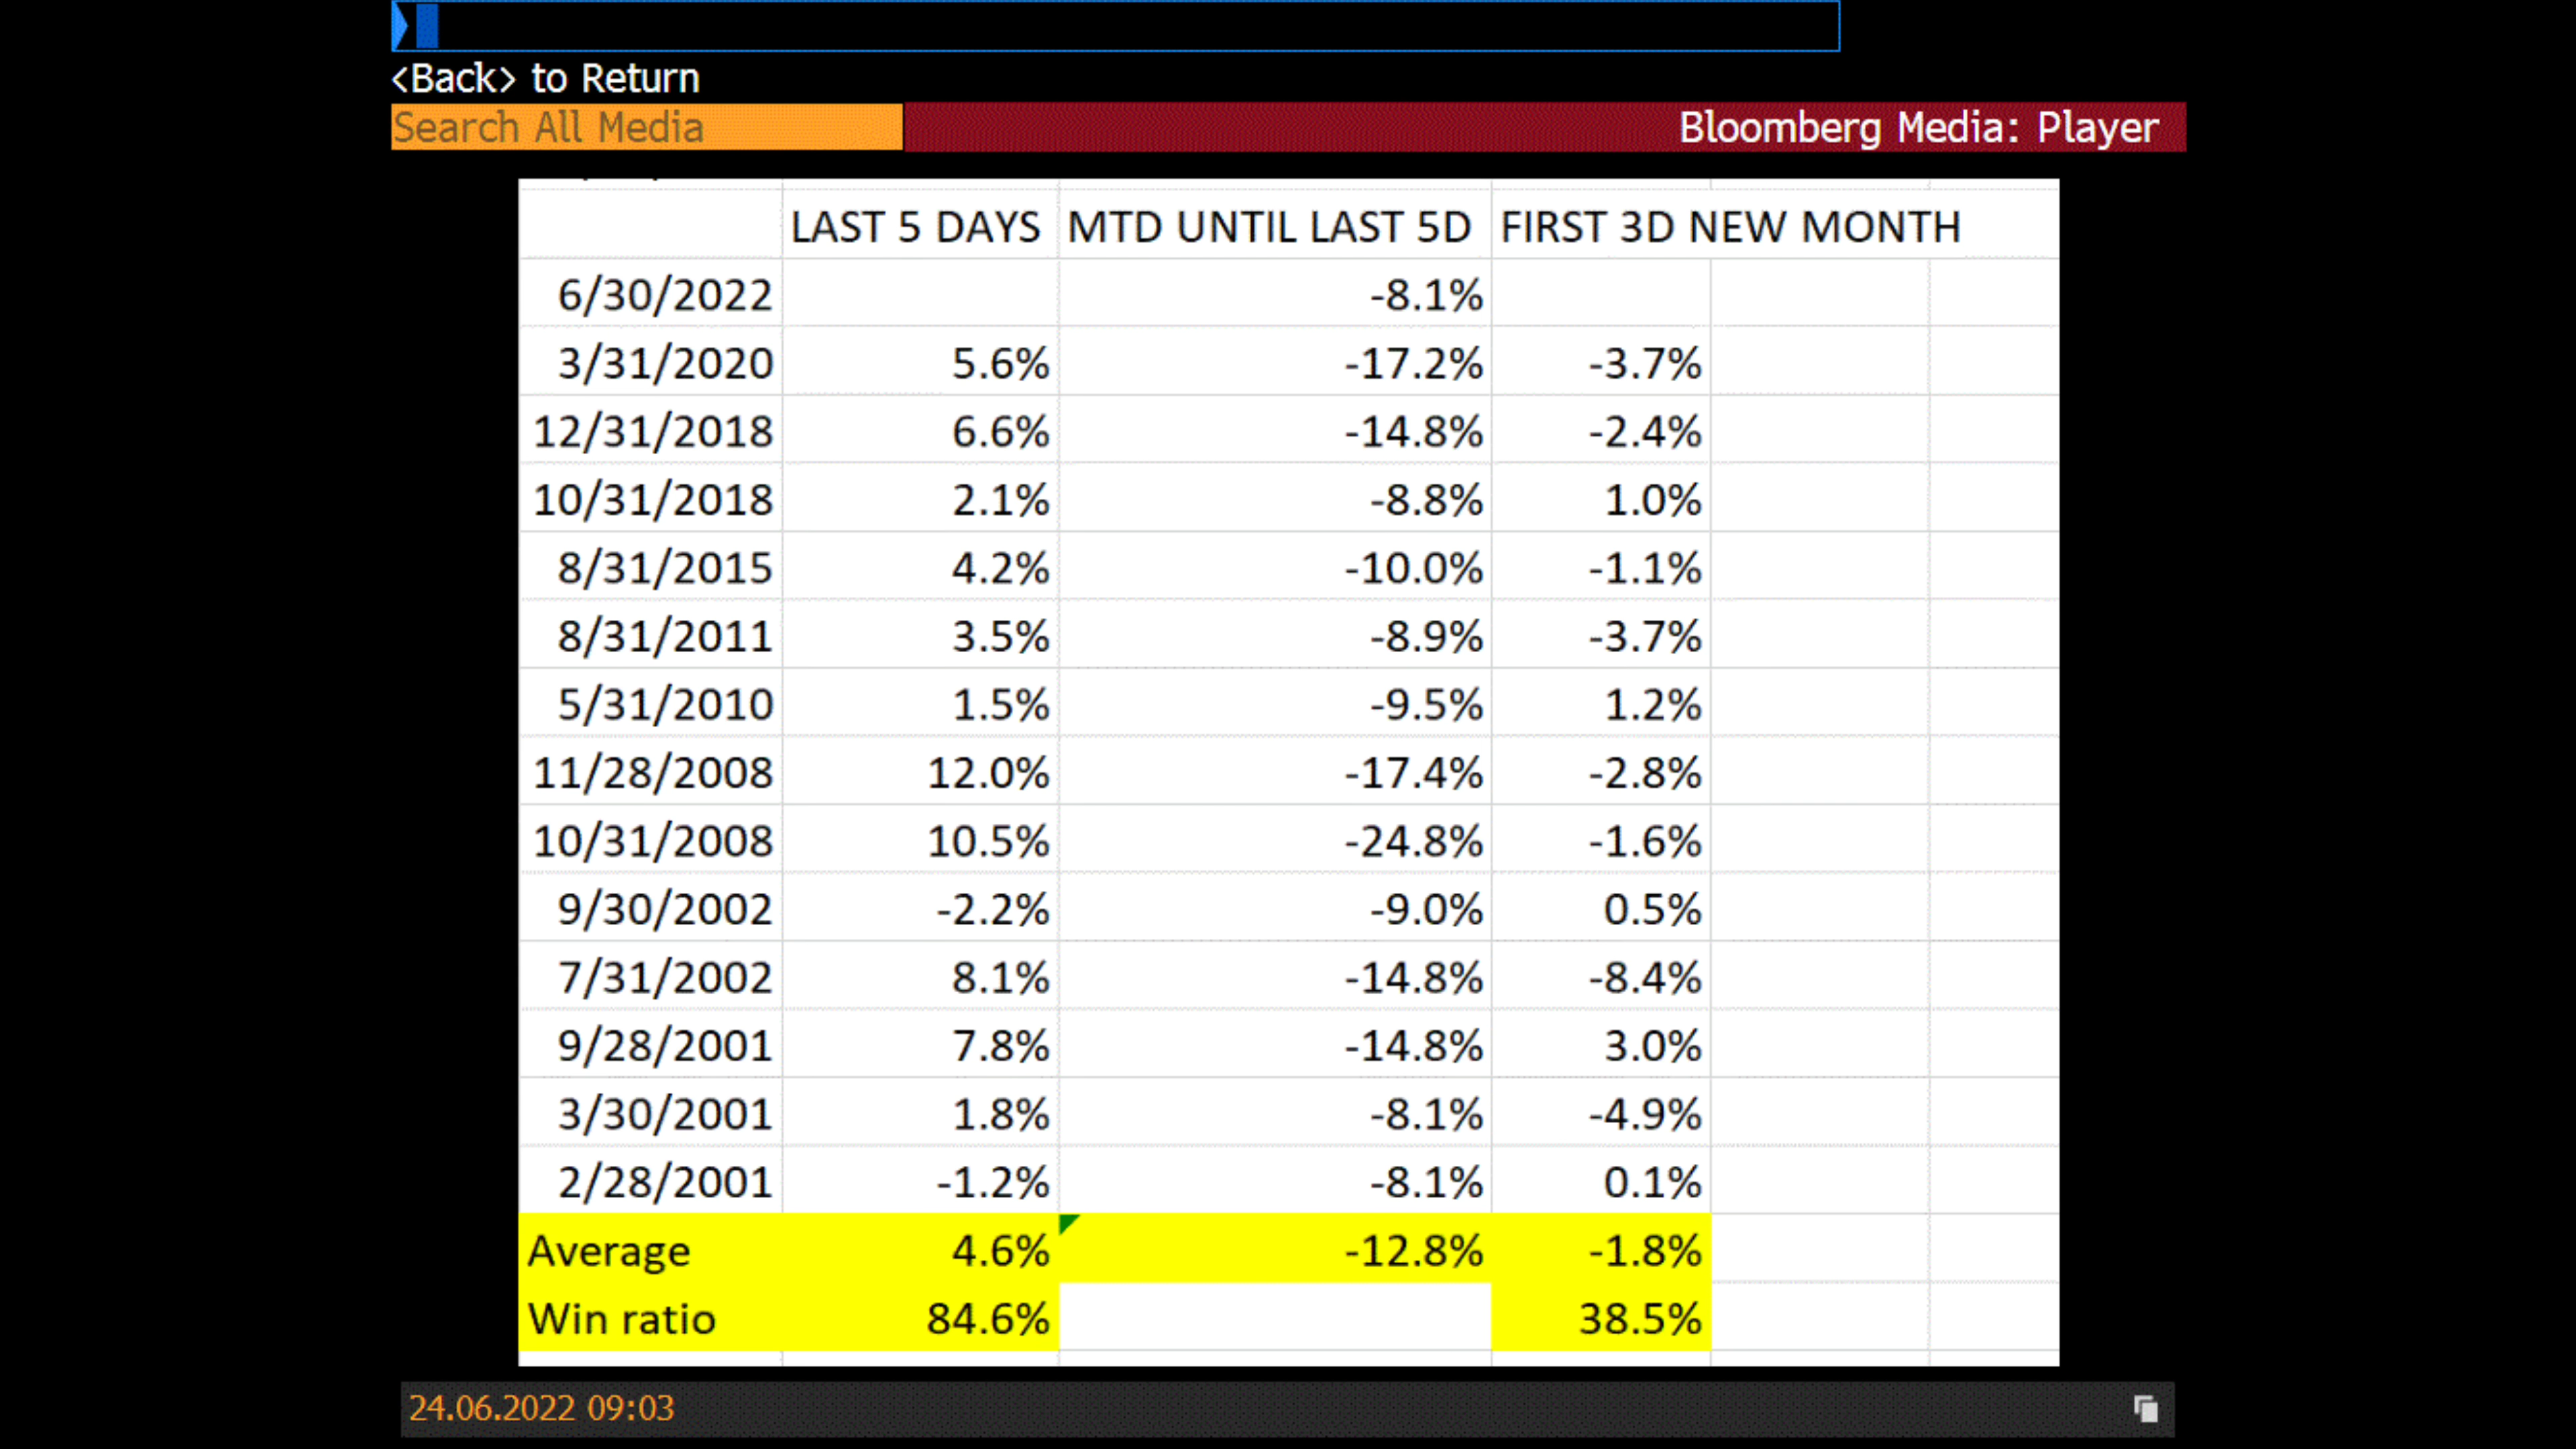 <Back> to Return
Search All Media Bloomberg Media: Player
LAST 5 DAYS MTD UNTIL LAST 5D FIRST 3D NEW MONTH
6/30/2022 -8.1%
3/31/2020 5.6% -17.2% -3.7%
12/31/2018 6.6% -14.8% -2.4%
10/31/2018 2.1% -8.8% 1.0%
8/31/2015 4.2% -10.0% -1.1%
8/31/2011 3.5% -8.9% -3.7%
5/31/2010 1.5% -9.5% 1.2%
11/28/2008 12.0% -17.4% -2.8%
10/31/2008 10.5% -24.8% -1.6%
9/30/2002 -2.2% -9.0% 0.5%
7/31/2002 8.1% -14.8% -8.4%
9/28/2001 7.8% -14.8% 3.0%
3/30/2001 1.8% -8.1% -4.9%
2/28/2001 -1.2% -8.1% 0.1%
Average 4.6% -12.8% -1.8%
Win ratio 84.6% 38.5%
24.06.2022 09:03